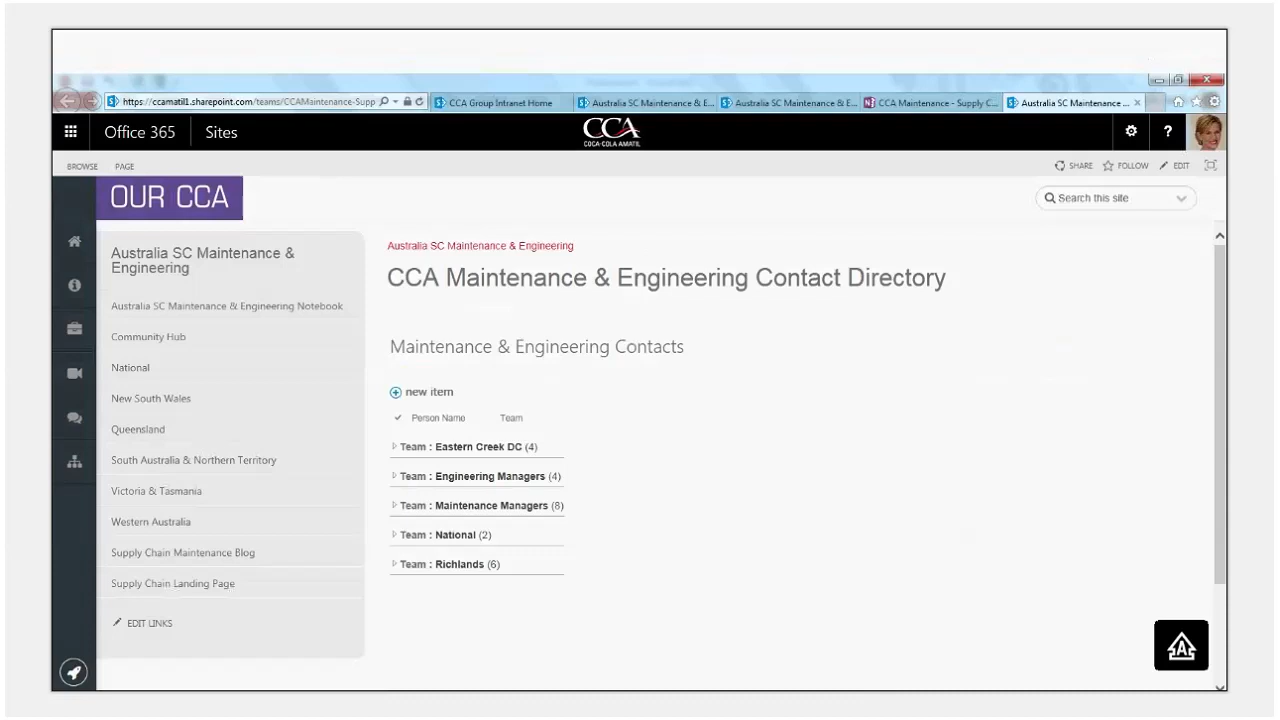 https://ccamatil1.sharepoint.com/teams/CCAMaintenance-Supp
CCA Group Intranet Home
Australia SC Maintenance & E...
Australia SC Maintenance & E...
CCA Maintenance - Supply C...
Australia SC Maintenance ...
Office 365
Sites
CCA
COCA-COLA AMATIL
?
BROWSE
PAGE
SHARE
FOLLOW
EDIT
OUR CCA
Search this site
Australia SC Maintenance &
Engineering
Australia SC Maintenance & Engineering Notebook
Community Hub
National
New South Wales
Queensland
South Australia & Northern Territory
Victoria & Tasmania
Western Australia
Supply Chain Maintenance Blog
Supply Chain Landing Page
EDIT LINKS
Australia SC Maintenance & Engineering
CCA Maintenance & Engineering Contact Directory
Maintenance & Engineering Contacts
new item
Person Name
Team
Team : Eastern Creek DC (4)
Team : Engineering Managers (4)
Team : Maintenance Managers (8)
Team : National (2)
Team : Richlands (6)
A